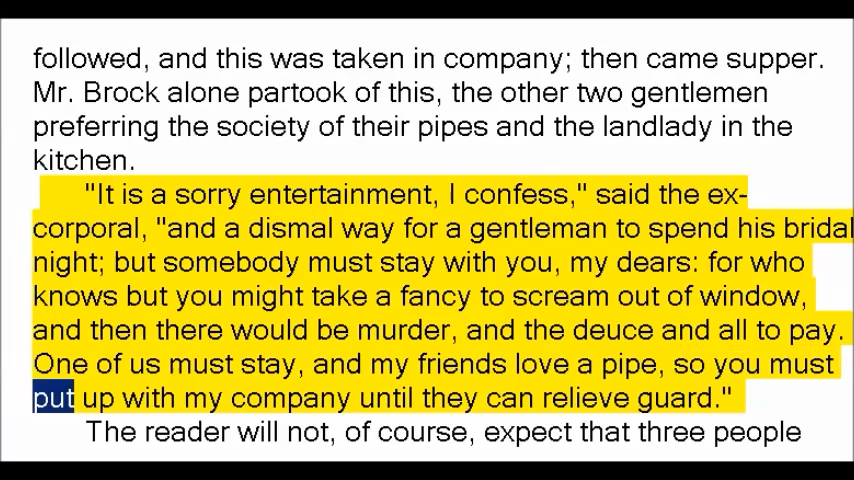 followed, and this was taken in company; then came supper.
Mr. Brock alone partook of this, the other two gentlemen
preferring the society of their pipes and the landlady in the
kitchen.
"It is a sorry entertainment, I confess," said the ex-
corporal, "and a dismal way for a gentleman to spend his bridal
night; but somebody must stay with you, my dears: for who
knows but you might take a fancy to scream out of window,
and then there would be murder, and the deuce and all to pay.
One of us must stay, and my friends love a pipe, so you must
put up with my company until they can relieve guard."
The reader will not, of course, expect that three people